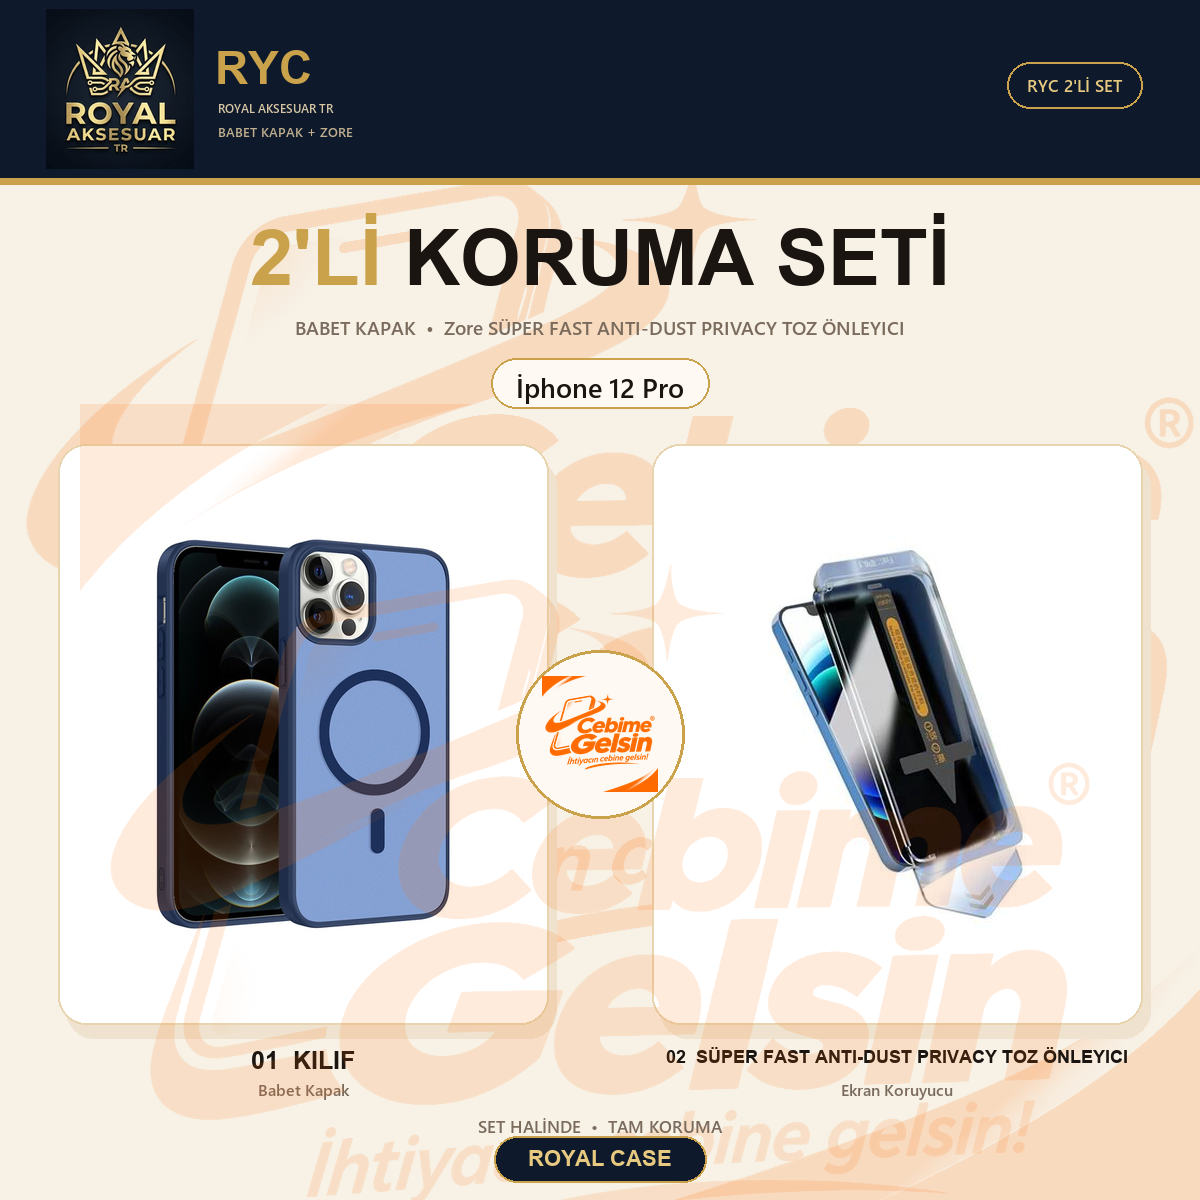 ROYAL
AKSESUAR
TR
RYC
ROYAL AKSESUAR TR
BABET KAPAK + ZORE
RYC 2'Lİ SET
2'Lİ KORUMA SETİ
BABET KAPAK • Zore SÜPER FAST ANTI-DUST PRIVACY TOZ ÖNLEYICI
İphone 12 Pro
Cebime®
Gelsin
İhtiyacın cebine gelsin!
Cebime®
Gelsin
01 KILIF
Babet Kapak
02 SÜPER FAST ANTI-DUST PRIVACY TOZ ÖNLEYICI
Ekran Koruyucu
SET HALİNDE • TAM KORUMA
ROYAL CASE